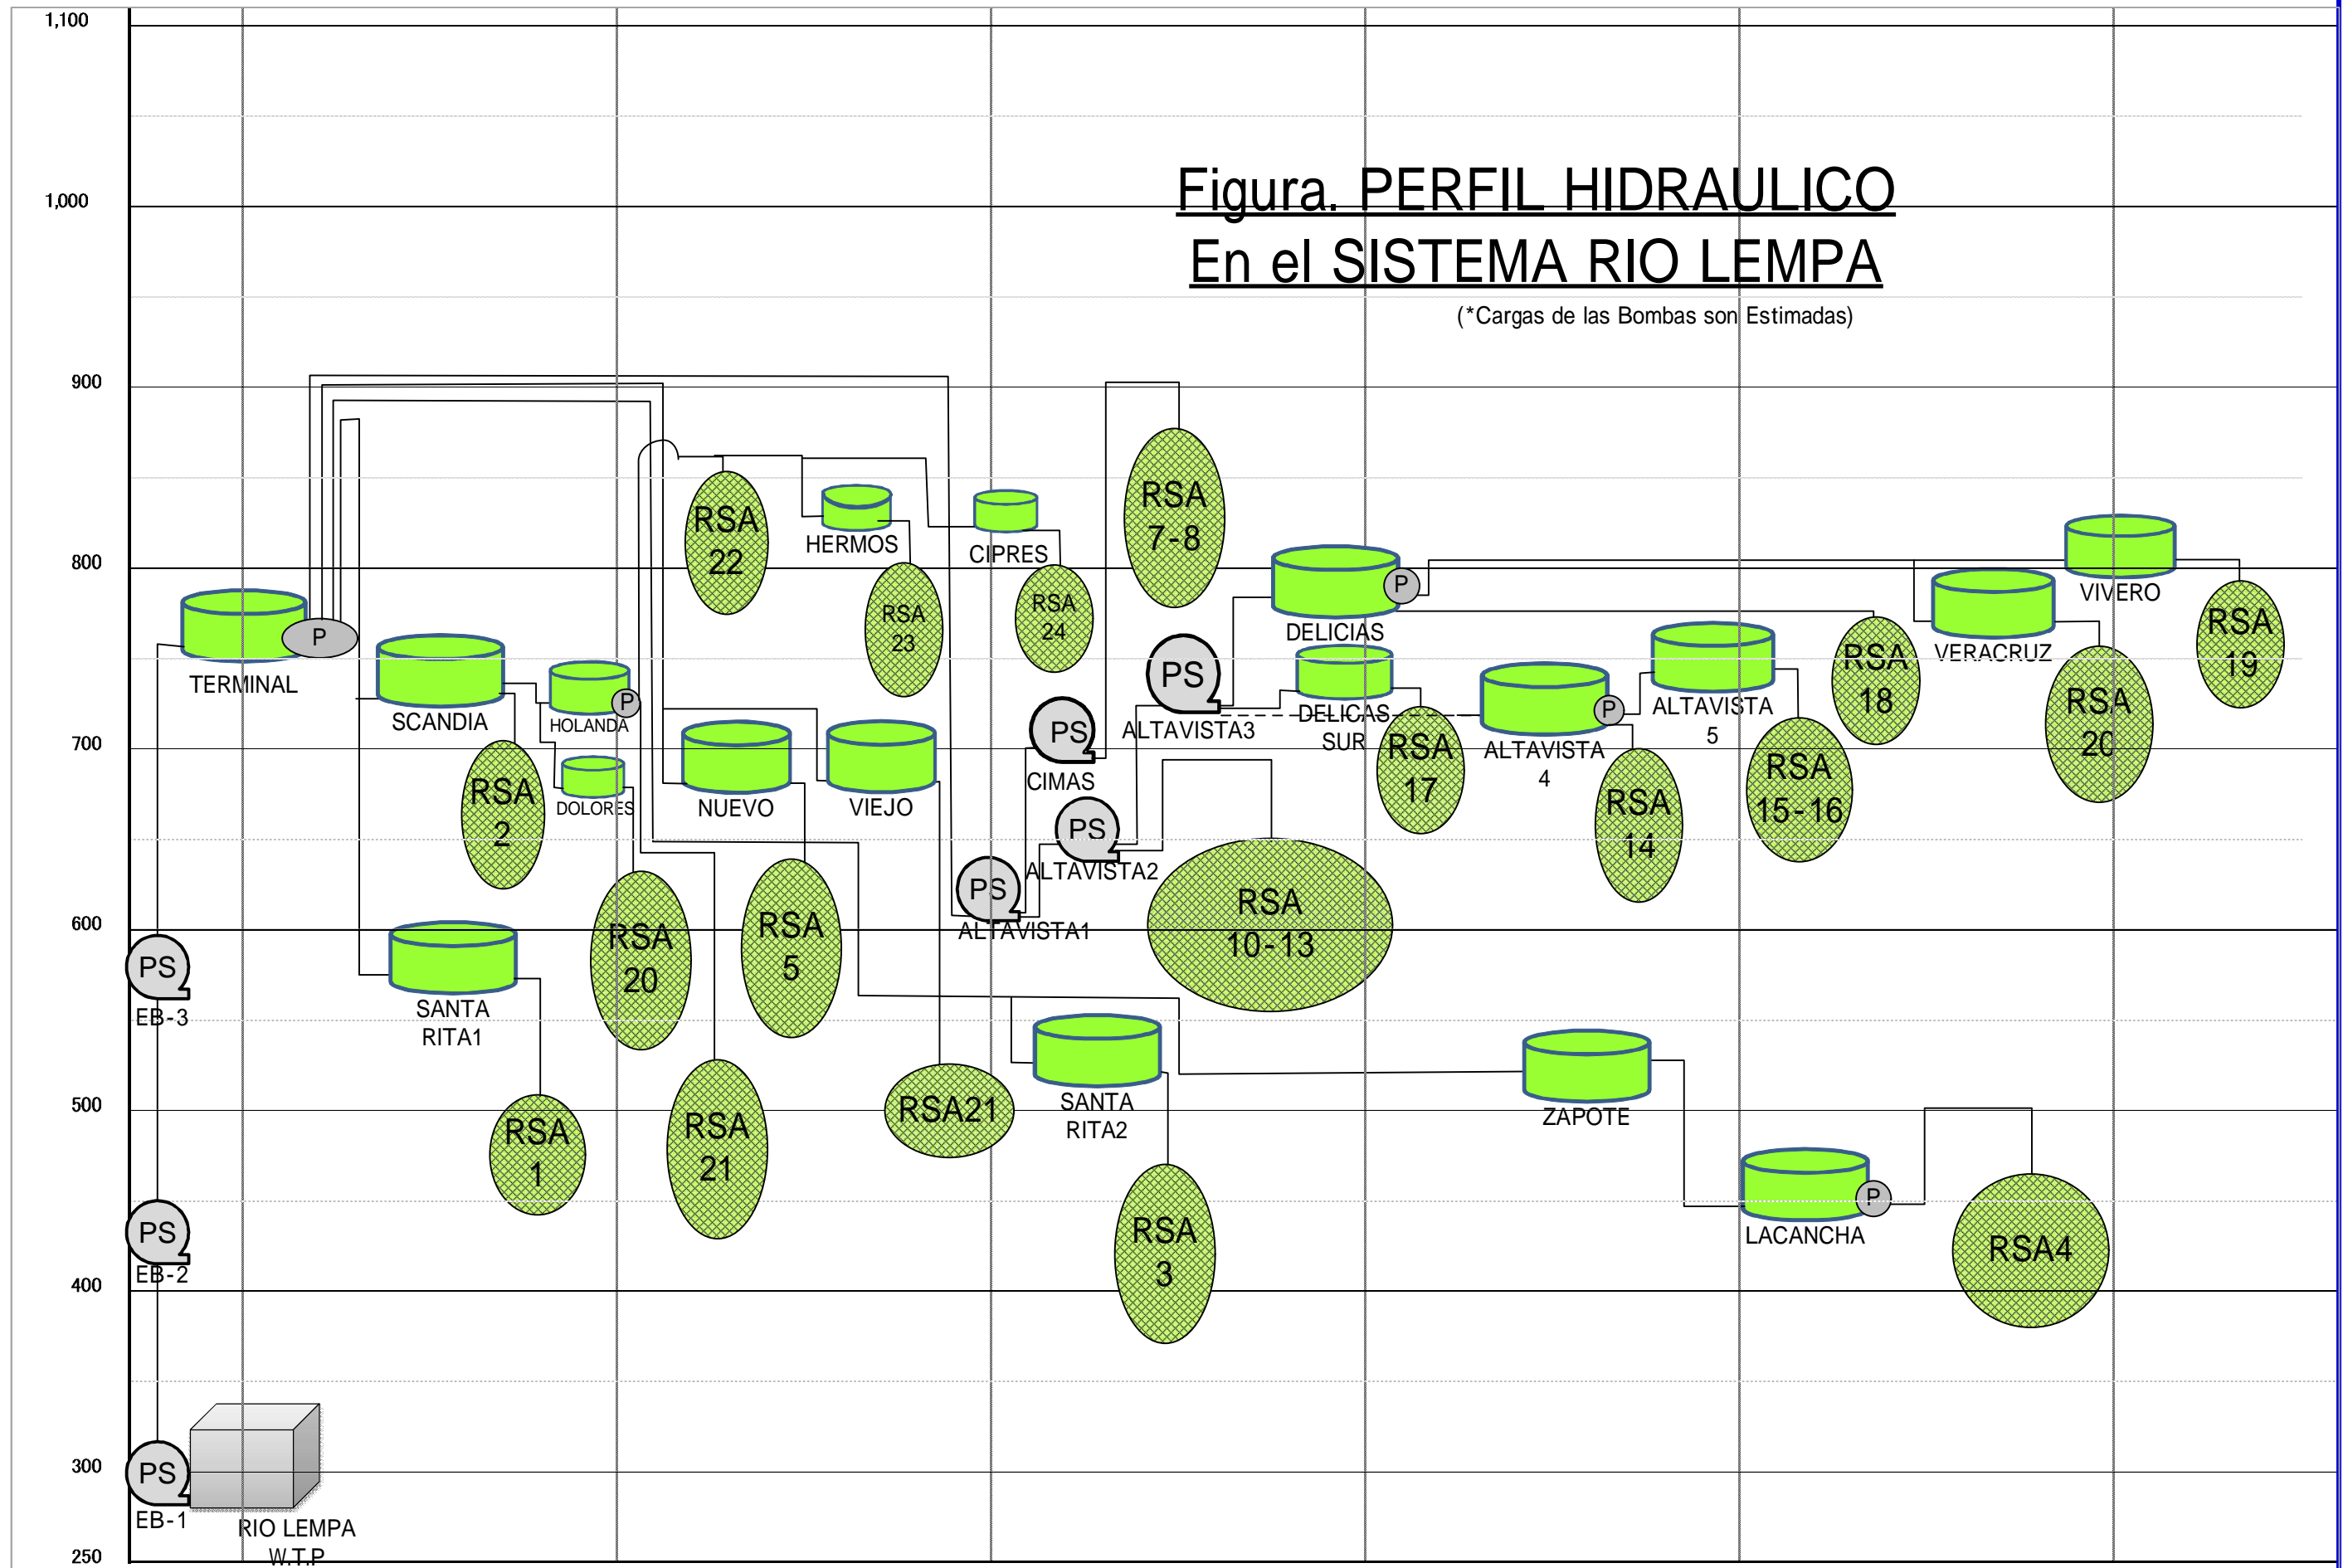 1,100
1,000
Figura. PERFIL HIDRAULICO
En el SISTEMA RIO LEMPA
(*Cargas de las Bombas son Estimadas)
900
RSA
22
HERMOS
CIPRES
RSA
7-8
800
RSA
23
RSA
24
P
TERMINAL
SCANDIA
HOLANDA
P
DOLORES
DELICIAS
P
DELICAS
SUR
PS
ALTAVISTA3
PS
CIMAS
PS
ALTAVISTA2
PS
ALTAVISTA1
VIVERO
VERACRUZ
RSA
19
RSA
18
RSA
20
ALTAVISTA
5
P
ALTAVISTA
4
RSA
17
RSA
15-16
RSA
14
700
RSA
2
NUEVO
VIEJO
RSA
10-13
600
RSA
20
RSA
5
PS
EB-3
SANTA
RITA1
RSA
1
RSA
21
RSA21
SANTA
RITA2
RSA
3
ZAPOTE
500
LACANCHA
P
RSA4
PS
EB-2
400
300
PS
EB-1
RIO LEMPA
W.T.P
250